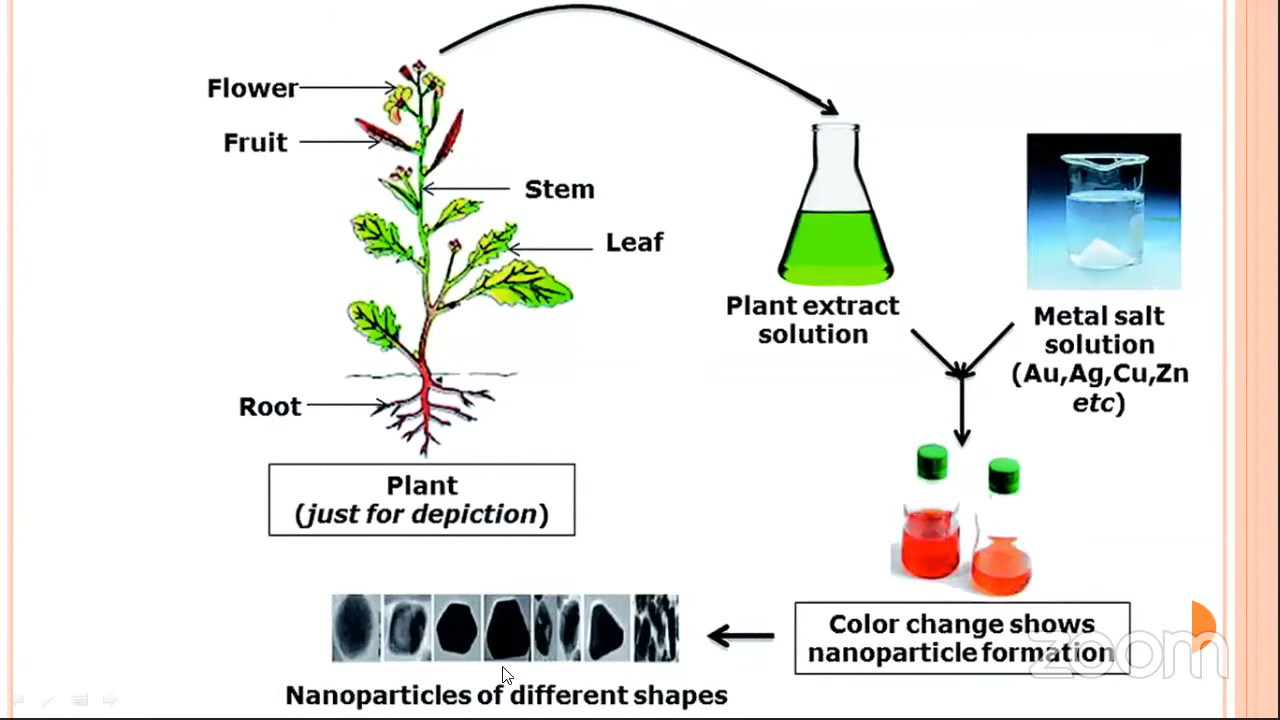 Flower
Fruit
Stem
Leaf
Root
Plant
(just for depiction)
Plant extract
solution
Metal salt
solution
(Au,Ag,Cu,Zn
etc)
Color change shows
nanoparticle formation
Nanoparticles of different shapes
zoom